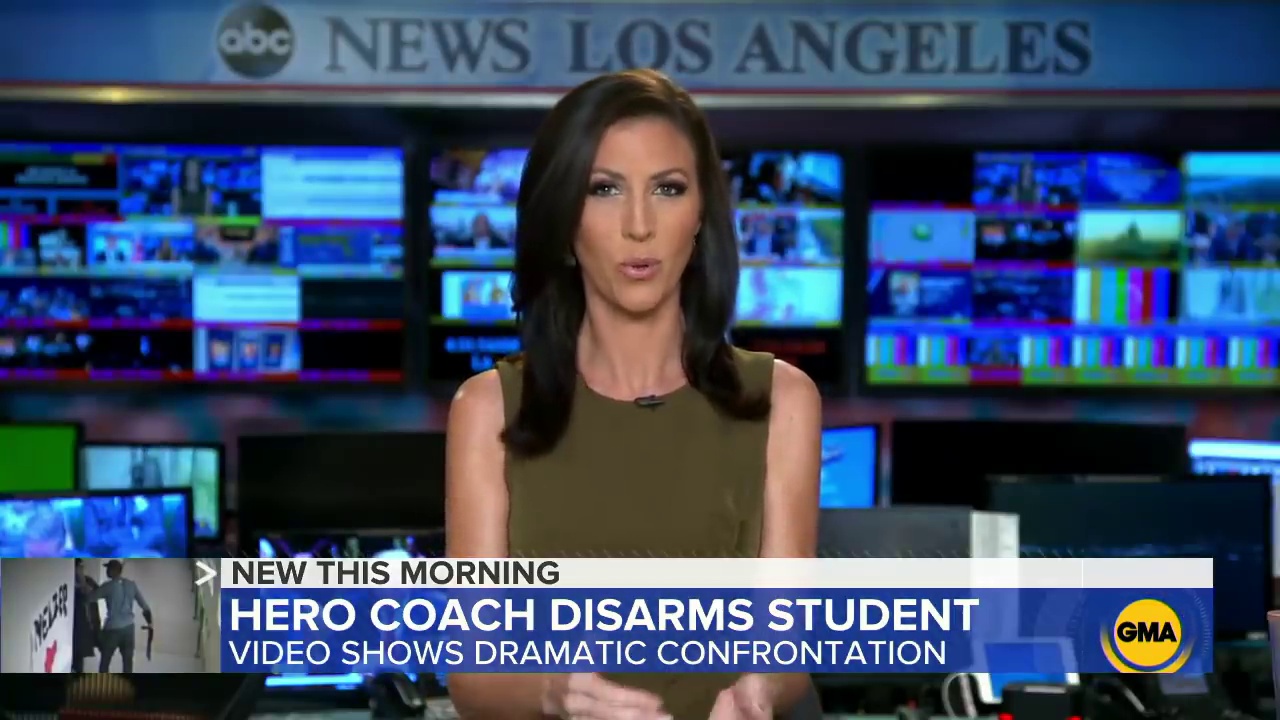 abc NEWS LOS ANGELES
NEW THIS MORNING
HERO COACH DISARMS STUDENT
VIDEO SHOWS DRAMATIC CONFRONTATION
GMA